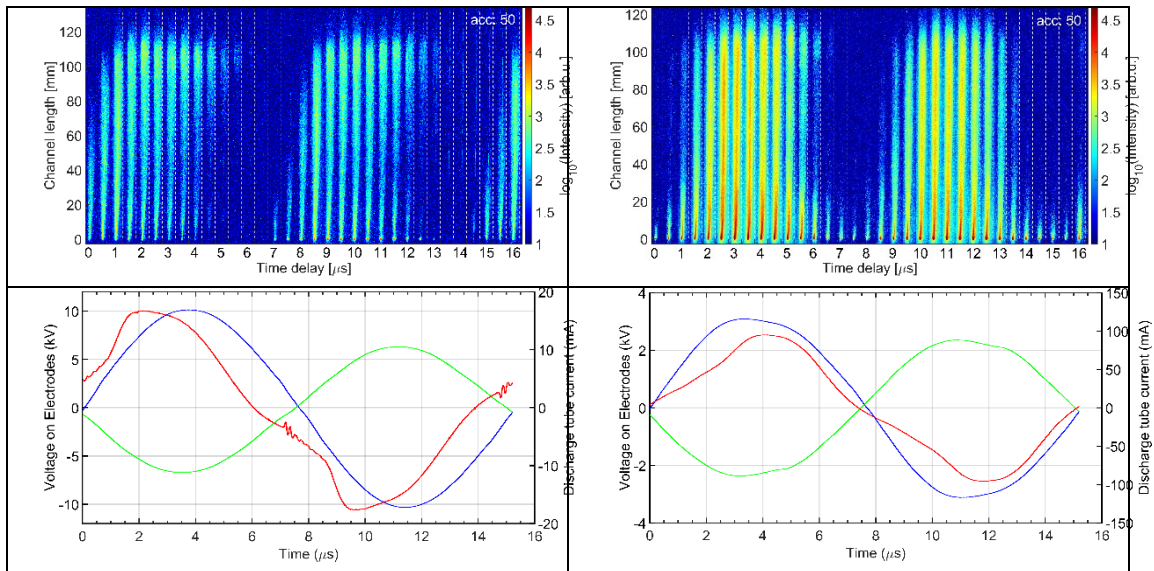 acc: 50
Channel length [mm]
120
100
80
60
40
20
0
0 1 2 3 4 5 6 7 8 9 10 11 12 13 14 15 16
Time delay [μs]
4.5
4
3.5
3
2.5
2
1.5
1
log10(Intensity) [arb.u.]
acc: 50
Channel length [mm]
120
100
80
60
40
20
0
0 1 2 3 4 5 6 7 8 9 10 11 12 13 14 15 16
Time delay [μs]
4.5
4
3.5
3
2.5
2
1.5
1
log10(Intensity) [arb.u.]
Voltage on Electrodes (kV)
10
5
0
-5
-10
0 2 4 6 8 10 12 14 16
Time (μs)
20
10
0
-10
-20
Discharge tube current (mA)
Voltage on Electrodes (kV)
4
2
0
-2
-4
0 2 4 6 8 10 12 14 16
Time (μs)
150
100
50
0
-50
-100
-150
Discharge tube current (mA)